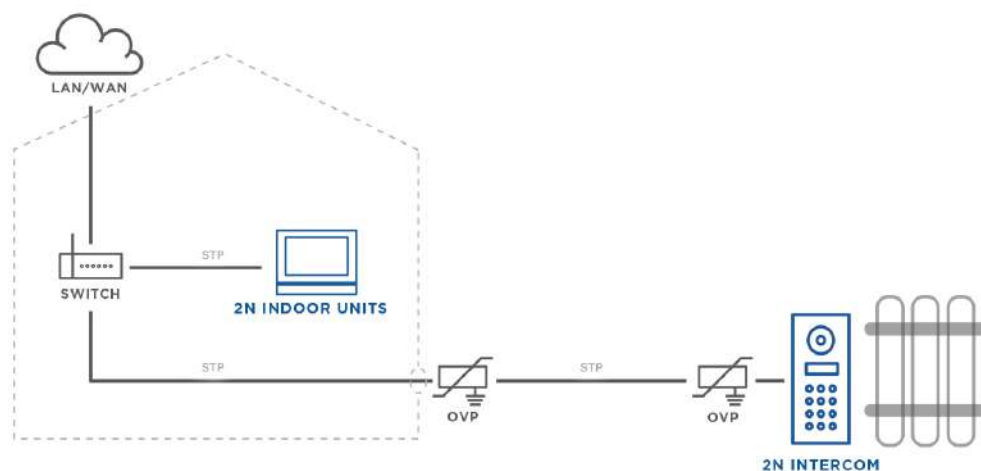 LAN/WAN
STP
SWITCH
2N INDOOR UNITS
STP
STP
OVP
OVP
2N INTERCOM